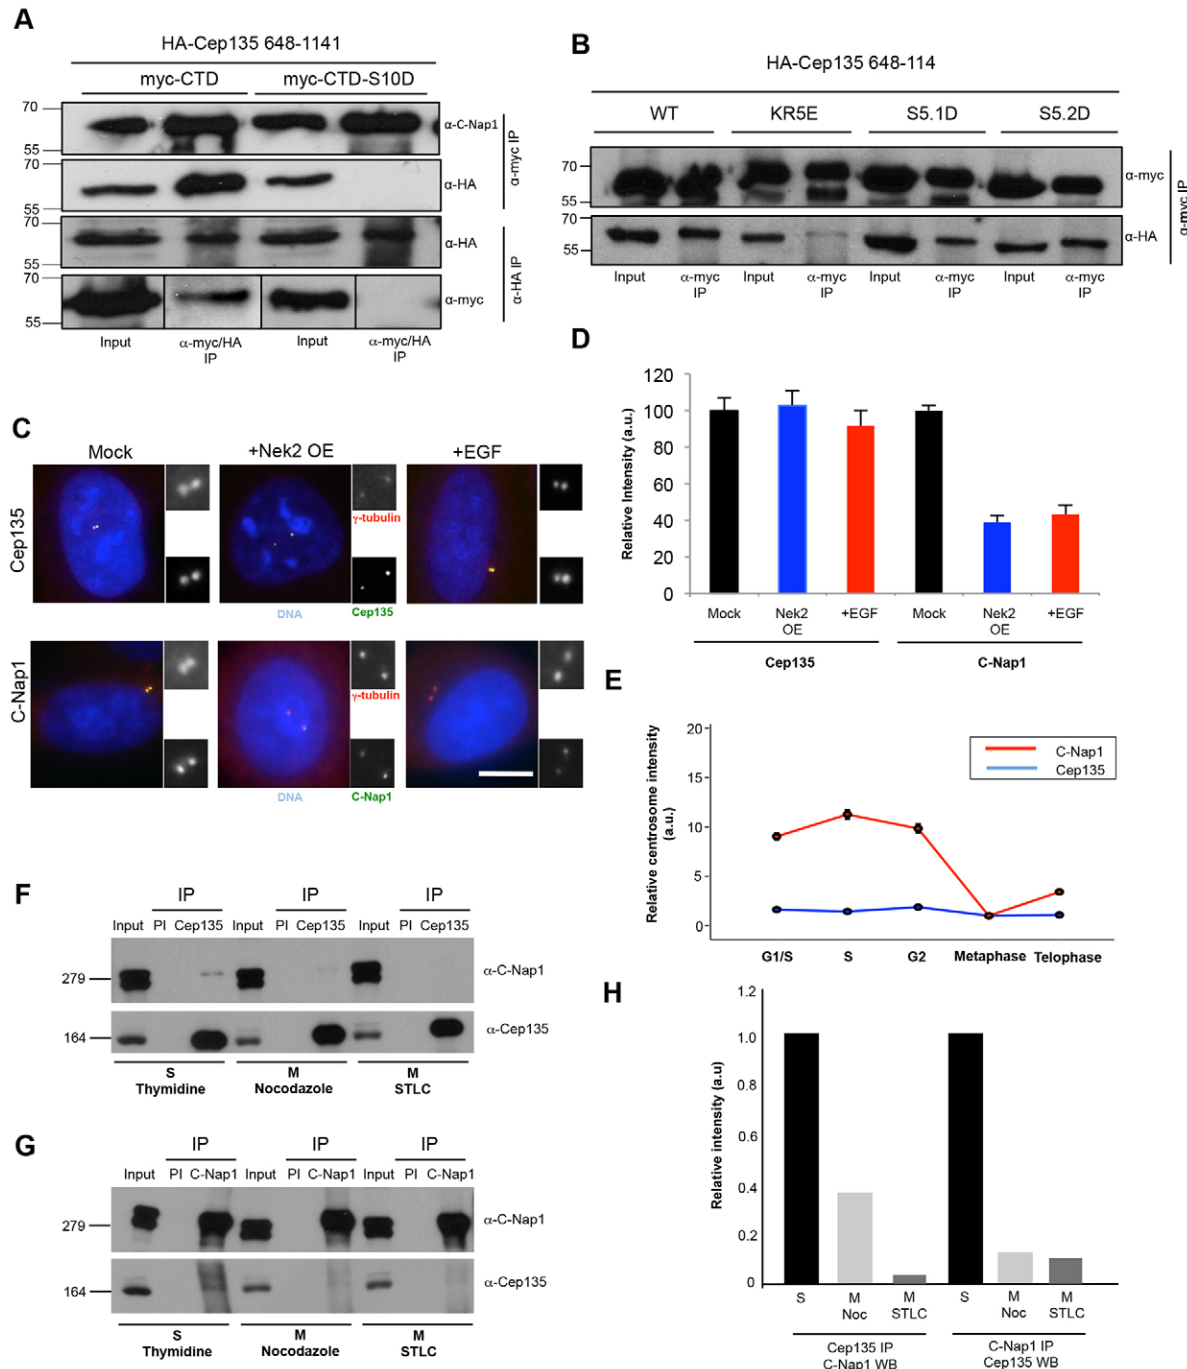 A
HA-Cep135 648-1141
myc-CTD
myc-CTD-S10D
70
55
α-C-Nap1
70
55
α-HA
α-myc IP
70
55
α-HA
70
55
α-myc
α-HA IP
Input
α-myc/HA IP
Input
α-myc/HA IP
B
HA-Cep135 648-114
WT
KR5E
S5.1D
S5.2D
70
55
α-myc
70
55
α-HA
α-myc IP
Input
α-myc IP
Input
α-myc IP
Input
α-myc IP
Input
α-myc IP
C
Mock
+Nek2 OE
+EGF
Cep135
γ-tubulin
DNA
Cep135
C-Nap1
γ-tubulin
DNA
C-Nap1
D
Relative Intensity (a.u.)
120
100
80
60
40
20
0
Mock
Nek2 OE
+EGF
Mock
Nek2 OE
+EGF
Cep135
C-Nap1
E
Relative centrosome intensity (a.u.)
20
15
10
5
0
C-Nap1
Cep135
G1/S
S
G2
Metaphase
Telophase
F
IP
IP
IP
Input PI Cep135 Input PI Cep135 Input PI Cep135
279
α-C-Nap1
164
α-Cep135
S
Thymidine
M
Nocodazole
M
STLC
G
IP
IP
IP
Input PI C-Nap1 Input PI C-Nap1 Input PI C-Nap1
279
α-C-Nap1
164
α-Cep135
S
Thymidine
M
Nocodazole
M
STLC
H
Relative intensity (a.u)
1.2
1.0
0.8
0.6
0.4
0.2
0
S
M Noc
M STLC
S
M Noc
M STLC
Cep135 IP
C-Nap1 WB
C-Nap1 IP
Cep135 WB